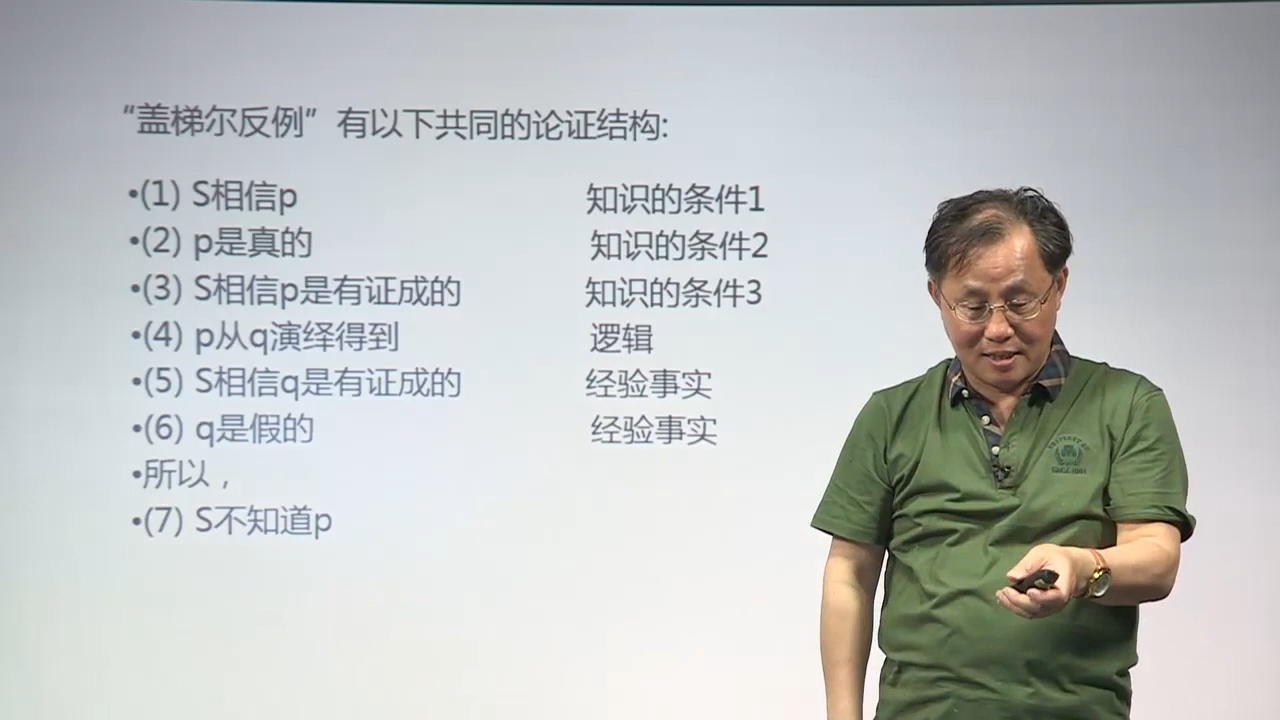 “盖梯尔反例”有以下共同的论证结构:
•(1) S相信p 知识的条件1
•(2) p是真的 知识的条件2
•(3) S相信p是有证成的 知识的条件3
•(4) p从q演绎得到 逻辑
•(5) S相信q是有证成的 经验事实
•(6) q是假的 经验事实
•所以，
•(7) S不知道p